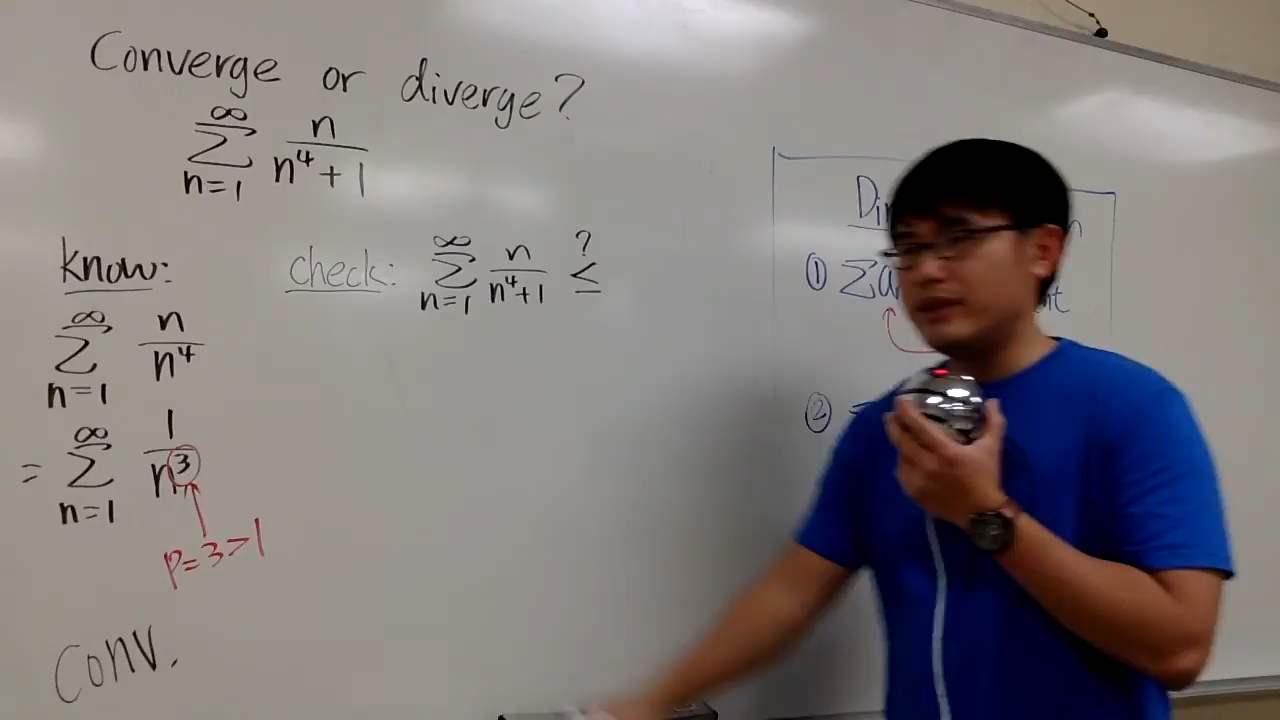 Converge or diverge?
∞
∑ n/(n⁴+1)
n=1
know:
∞
∑ n/n⁴
n=1
∞
= ∑ 1/n³
n=1
p=3>1
Conv.
check: ∞ ?
∑ n/(n⁴+1) ≤
n=1
①∑a
②